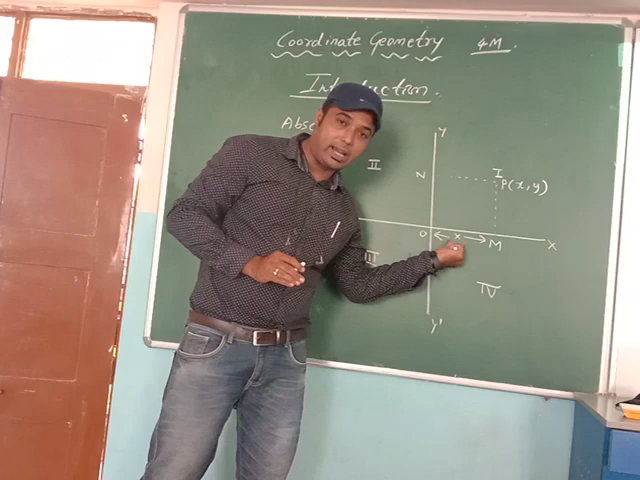 Coordinate Geometry 4M.
Introduction.
Y
II
N
I
P(x,y)
O
x
M
X
III
IV
Y'